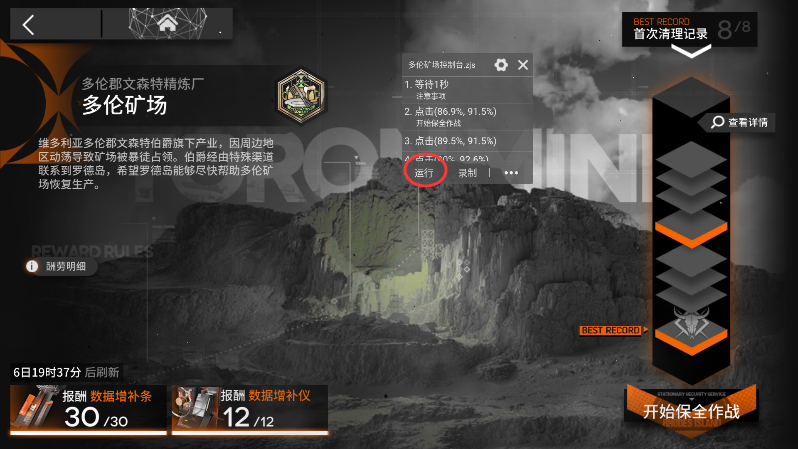 BEST RECORD
首次清理记录
8/8
多伦郡文森特精炼厂
多伦矿场
维多利亚多伦郡文森特伯爵旗下产业，因周边地
区动荡导致矿场被暴徒占领。伯爵经由特殊渠道
联系到罗德岛，希望罗德岛能够尽快帮助多伦矿
场恢复生产。
多伦矿场控制台.zjs
1. 等待1秒
注意事项
2. 点击(86.9%, 91.5%)
开始保全作战
3. 点击(89.5%, 91.5%)
4. 点击(90%, 92.6%)
运行
录制
查看详情
REWARD RULES
酬劳明细
BEST RECORD
6日19时37分 后刷新
报酬 数据增补条
30/30
报酬 数据增补仪
12/12
STATIONARY SECURITY SERVICE
开始保全作战